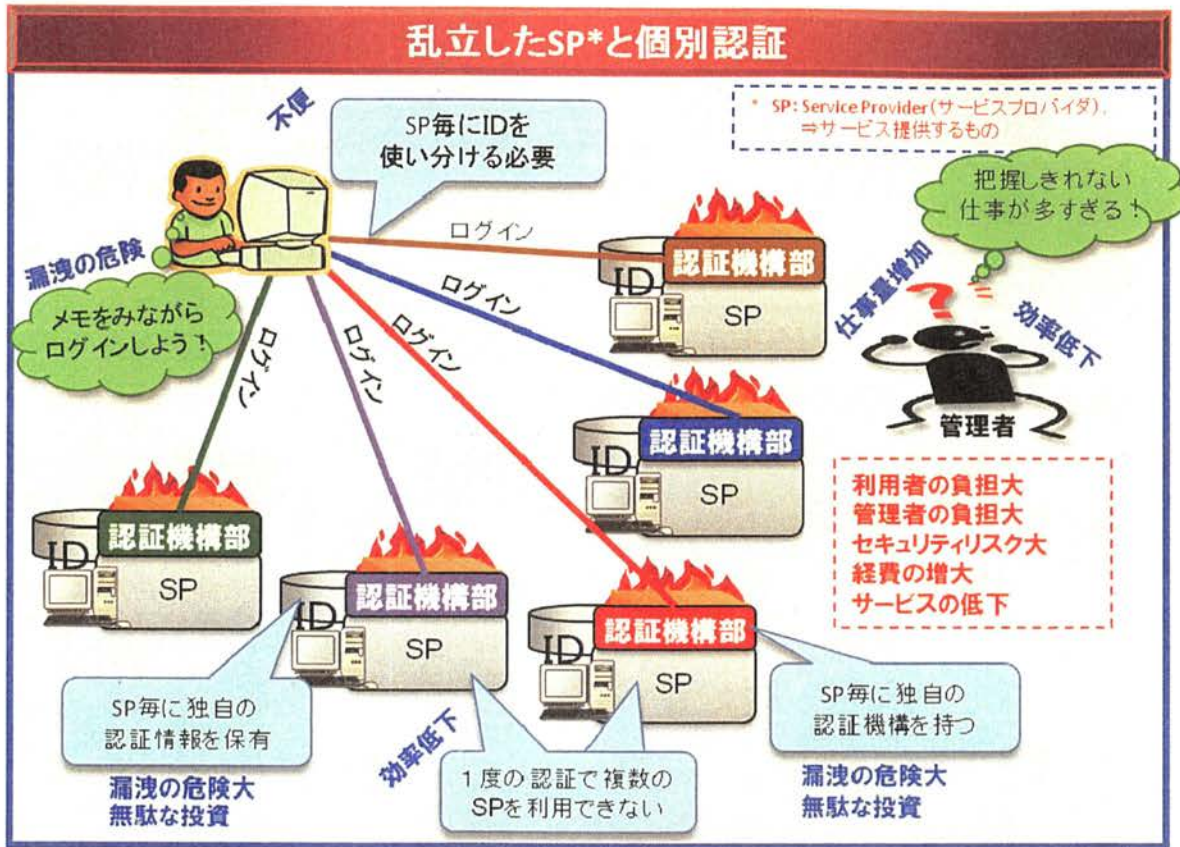 乱立したSP*と個別認証
不便
SP毎にIDを
使い分ける必要
* SP: Service Provider(サービスプロバイダ).
⇒サービス提供するもの
把握しきれない
仕事が多すぎる!
漏洩の危険
メモをみながら
ログインしよう!
ログイン
ログイン
ログイン
ログイン
ログイン
ID
認証機構部
SP
仕事量増加
効率低下
管理者
ID
認証機構部
SP
利用者の負担大
管理者の負担大
セキュリティリスク大
経費の増大
サービスの低下
ID
認証機構部
SP
ID
認証機構部
SP
ID
認証機構部
SP
SP毎に独自の
認証情報を保有
漏洩の危険大
無駄な投資
効率低下
1度の認証で複数の
SPを利用できない
SP毎に独自の
認証機構を持つ
漏洩の危険大
無駄な投資